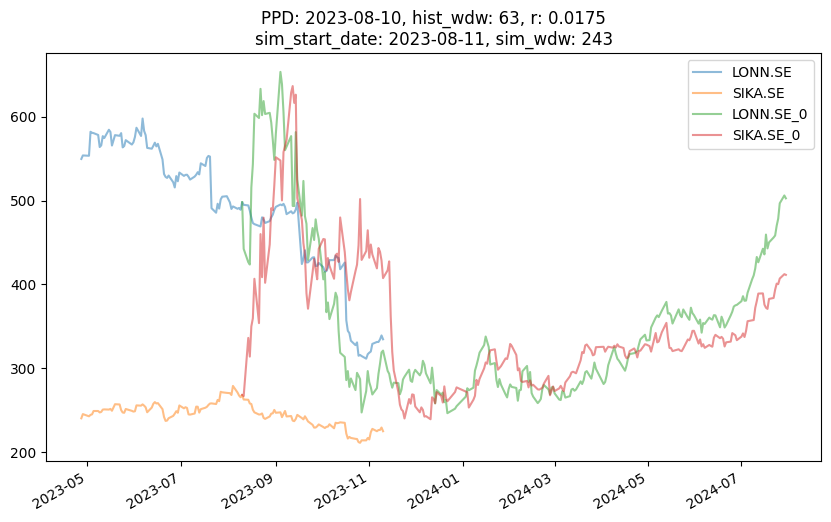 PPD: 2023-08-10, hist_wdw: 63, r: 0.0175
sim_start_date: 2023-08-11, sim_wdw: 243
LONN.SE
SIKA.SE
LONN.SE_0
SIKA.SE_0
600
500
400
300
200
2023-05
2023-07
2023-09
2023-11
2024-01
2024-03
2024-05
2024-07